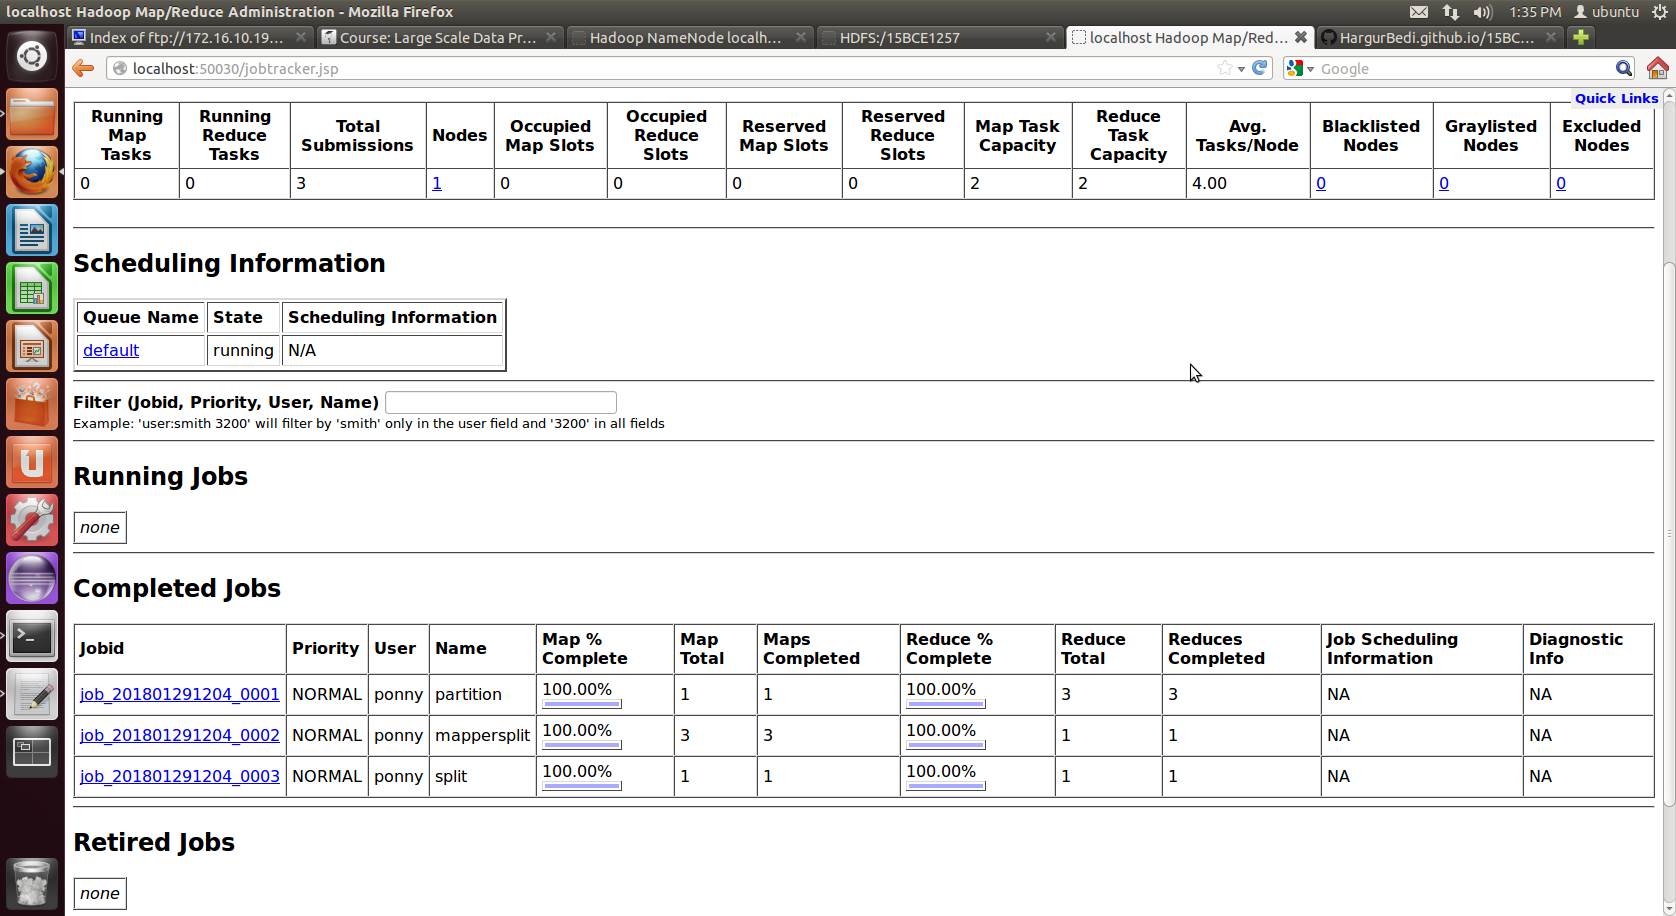 localhost Hadoop Map/Reduce Administration - Mozilla Firefox
1:35 PM ubuntu
Index of ftp://172.16.10.19... Course: Large Scale Data Pr... Hadoop NameNode localh... HDFS:/15BCE1257 localhost Hadoop Map/Red... HargurBedi.github.io/15BC...
localhost:50030/jobtracker.jsp Google
Quick Links
Running Map Tasks Running Reduce Tasks Total Submissions Nodes Occupied Map Slots Occupied Reduce Slots Reserved Map Slots Reserved Reduce Slots Map Task Capacity Reduce Task Capacity Avg. Tasks/Node Blacklisted Nodes Graylisted Nodes Excluded Nodes
0 0 3 1 0 0 0 0 2 2 4.00 0 0 0
Scheduling Information
Queue Name State Scheduling Information
default running N/A
Filter (Jobid, Priority, User, Name)
Example: 'user:smith 3200' will filter by 'smith' only in the user field and '3200' in all fields
Running Jobs
none
Completed Jobs
Jobid Priority User Name Map % Complete Map Total Maps Completed Reduce % Complete Reduce Total Reduces Completed Job Scheduling Information Diagnostic Info
job_201801291204_0001 NORMAL ponny partition 100.00% 1 1 100.00% 3 3 NA NA
job_201801291204_0002 NORMAL ponny mappersplit 100.00% 3 3 100.00% 1 1 NA NA
job_201801291204_0003 NORMAL ponny split 100.00% 1 1 100.00% 1 1 NA NA
Retired Jobs
none